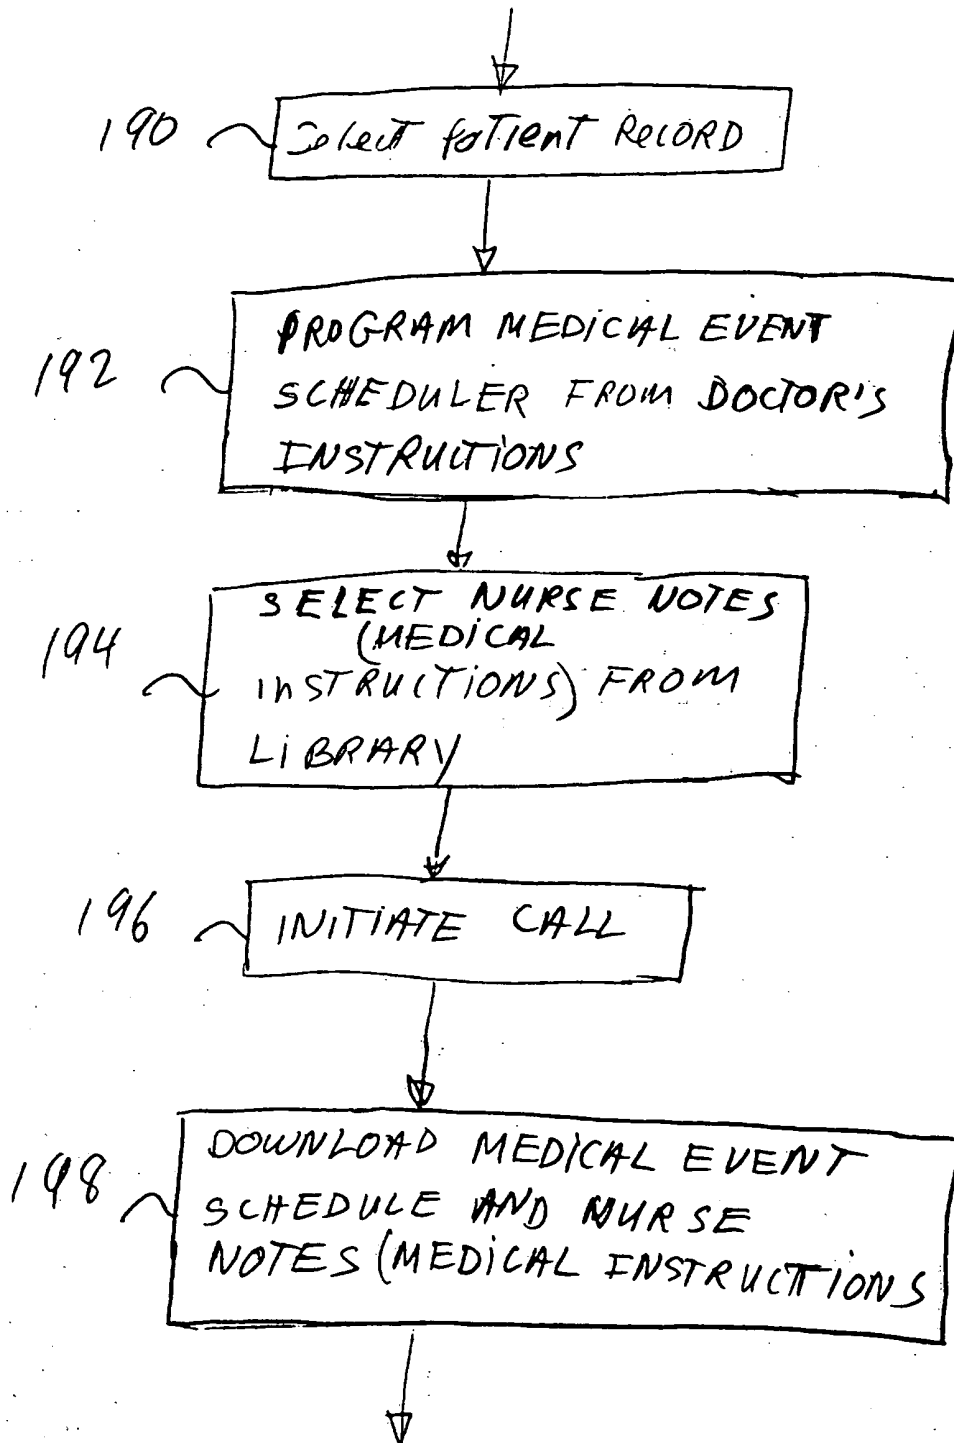 190
Select Patient RECORD
192
PROGRAM MEDICAL EVENT
SCHEDULER FROM DOCTOR'S
INSTRUCTIONS
194
SELECT NURSE NOTES
(MEDICAL
INSTRUCTIONS) FROM
LIBRARY
196
INITIATE CALL
198
DOWNLOAD MEDICAL EVENT
SCHEDULE AND NURSE
NOTES (MEDICAL INSTRUCTIONS